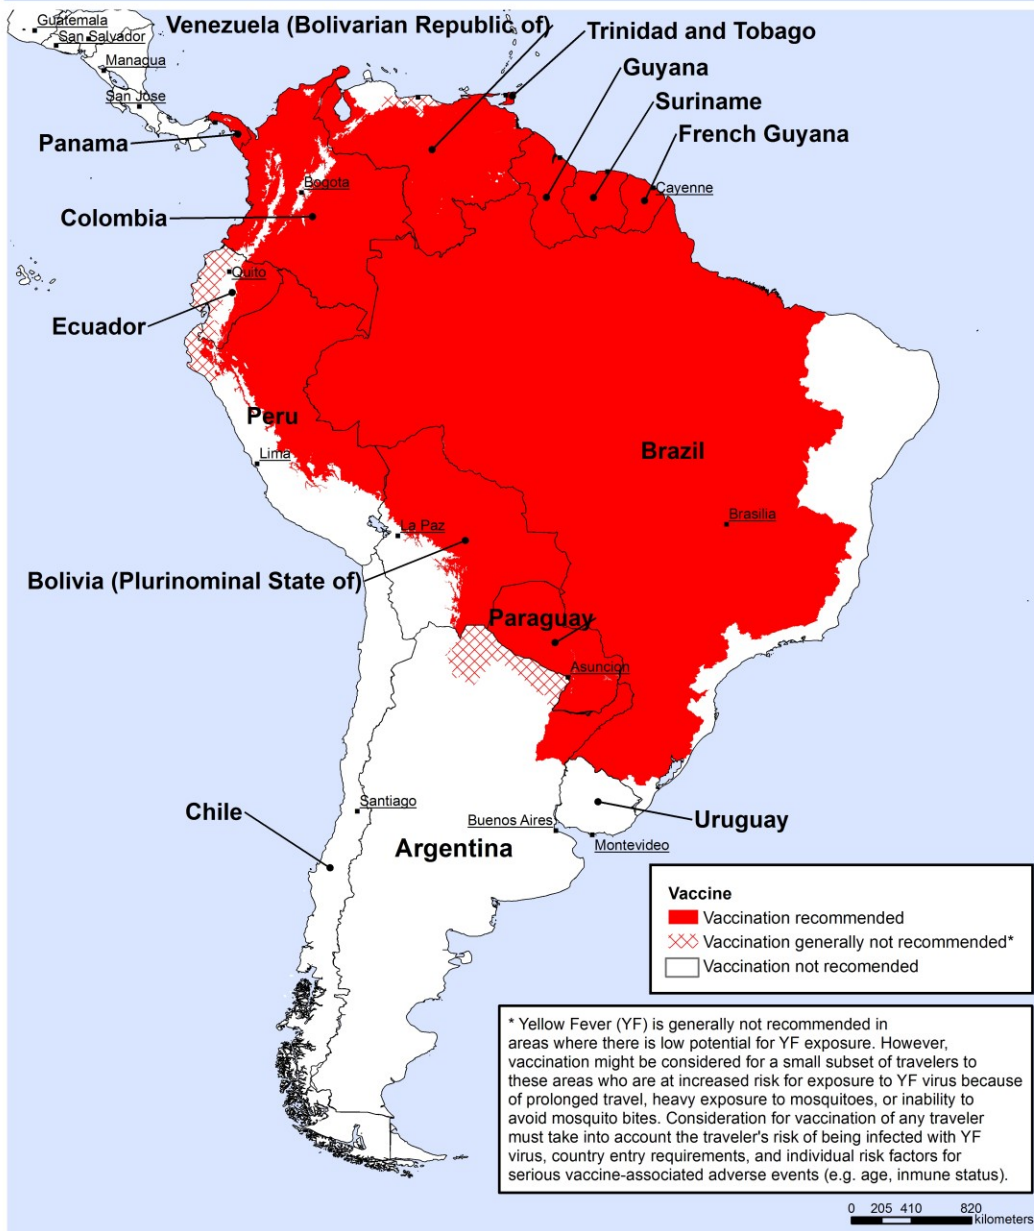 Guatemala
San Salvador
Managua
San Jose
Venezuela (Bolivarian Republic of)
Trinidad and Tobago
Guyana
Suriname
French Guyana
Cayenne
Panama
Bogota
Colombia
Quito
Ecuador
Peru
Lima
Brazil
Brasilia
La Paz
Bolivia (Plurinominal State of)
Paraguay
Asuncion
Chile
Santiago
Buenos Aires
Uruguay
Montevideo
Argentina
Vaccine
Vaccination recommended
Vaccination generally not recommended*
Vaccination not recomended
* Yellow Fever (YF) is generally not recommended in
areas where there is low potential for YF exposure. However,
vaccination might be considered for a small subset of travelers to
these areas who are at increased risk for exposure to YF virus because
of prolonged travel, heavy exposure to mosquitoes, or inability to
avoid mosquito bites. Consideration for vaccination of any traveler
must take into account the traveler's risk of being infected with YF
virus, country entry requirements, and individual risk factors for
serious vaccine-associated adverse events (e.g. age, inmune status).
0 205 410 820
kilometers